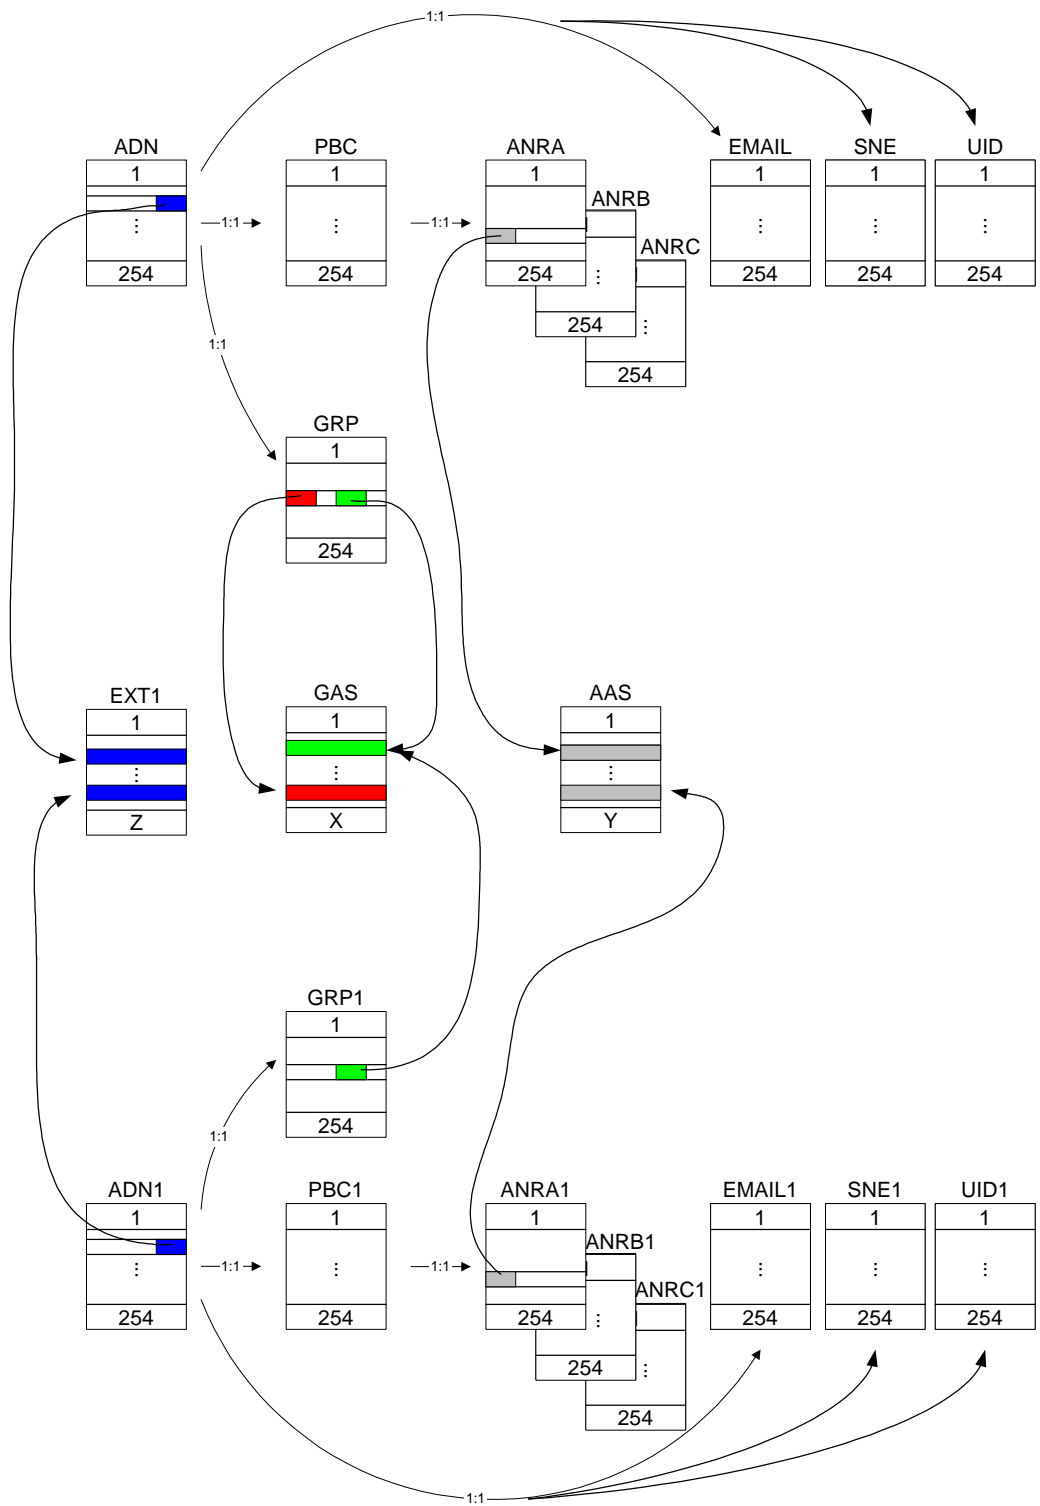 1:1
ADN PBC ANRA EMAIL SNE UID
1 1 1 1 1 1
ANRB
⋮ 1:1 ⋮ 1:1 ⋮ ⋮ ⋮
ANRC
254 254 254 ⋮ 254 254 254
254 ⋮
1:1
254
GRP
1
254
EXT1 GAS AAS
1 1 1
⋮ ⋮ ⋮
Z X Y
GRP1
1
254
1:1
ADN1 PBC1 ANRA1 EMAIL1 SNE1 UID1
1 1 1 1 1 1
ANRB1
⋮ 1:1 ⋮ 1:1 ⋮ ⋮ ⋮
ANRC1
254 254 254 ⋮ 254 254 254
254 ⋮
254
1:1